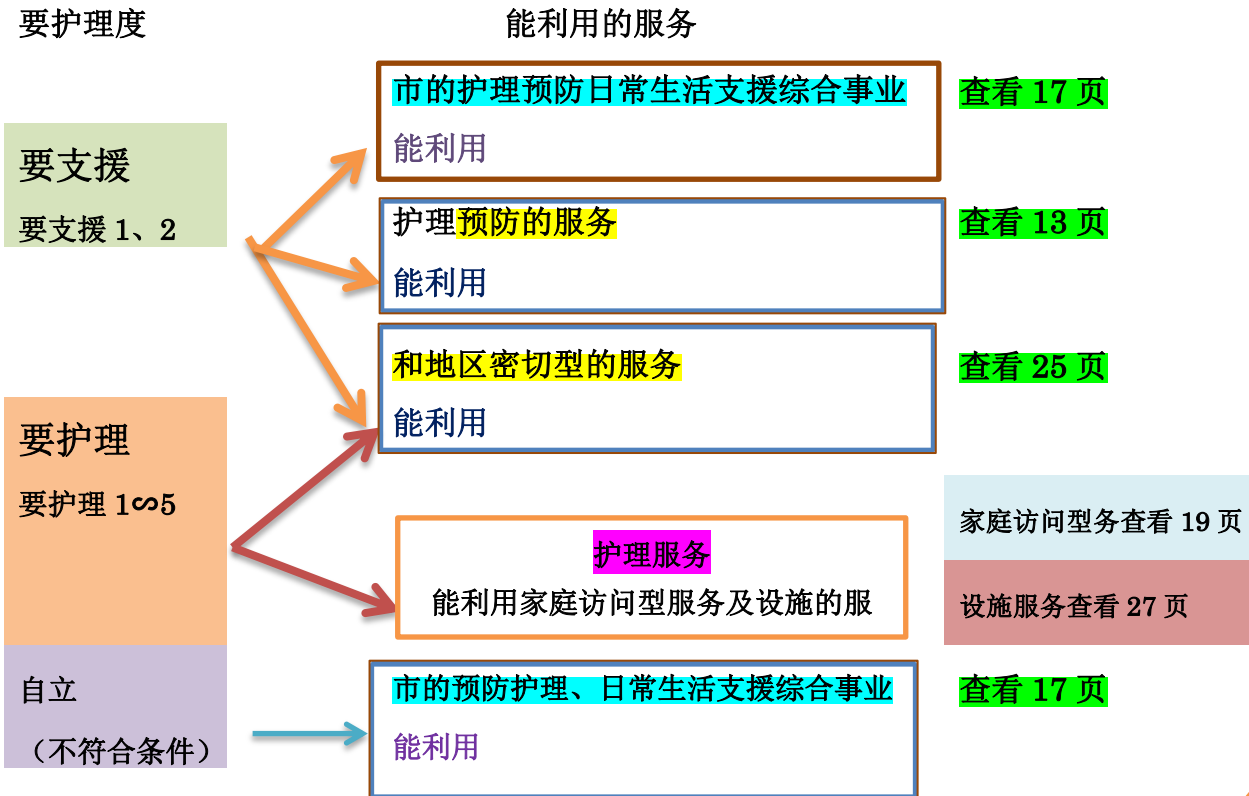 要护理度
能利用的服务
市的护理预防日常生活支援综合事业
查看 17 页
能利用
要支援
要支援 1、2
护理预防的服务
查看 13 页
能利用
和地区密切型的服务
查看 25 页
能利用
要护理
要护理 1∽5
护理服务
能利用家庭访问型服务及设施的服
家庭访问型务查看 19 页
设施服务查看 27 页
自立
（不符合条件）
市的预防护理、日常生活支援综合事业
查看 17 页
能利用